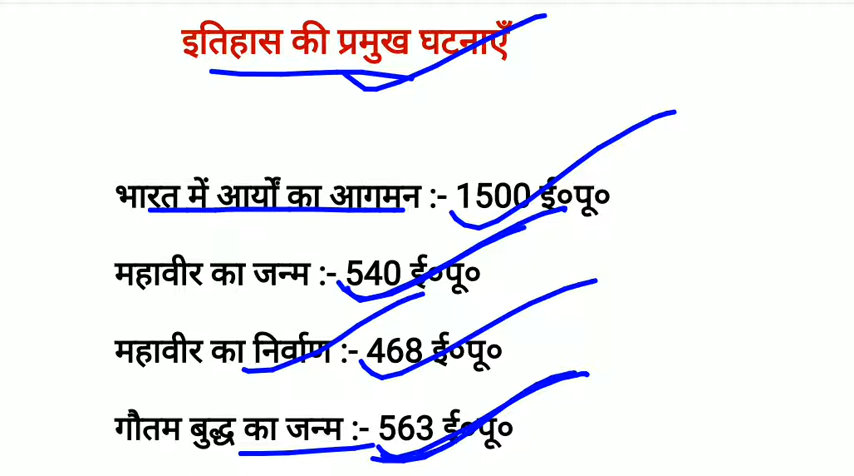 इतिहास की प्रमुख घटनाएँ
भारत में आर्यों का आगमन :- 1500 ई०पू०
महावीर का जन्म :- 540 ई०पू०
महावीर का निर्वाण :- 468 ई०पू०
गौतम बुद्ध का जन्म :- 563 ई०पू०